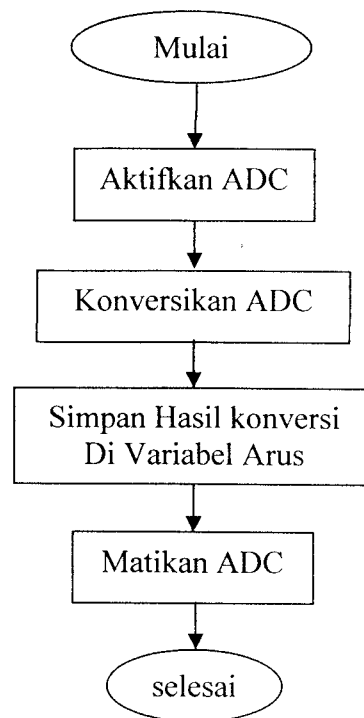 Mulai
Aktifkan ADC
Konversikan ADC
Simpan Hasil konversi
Di Variabel Arus
Matikan ADC
selesai